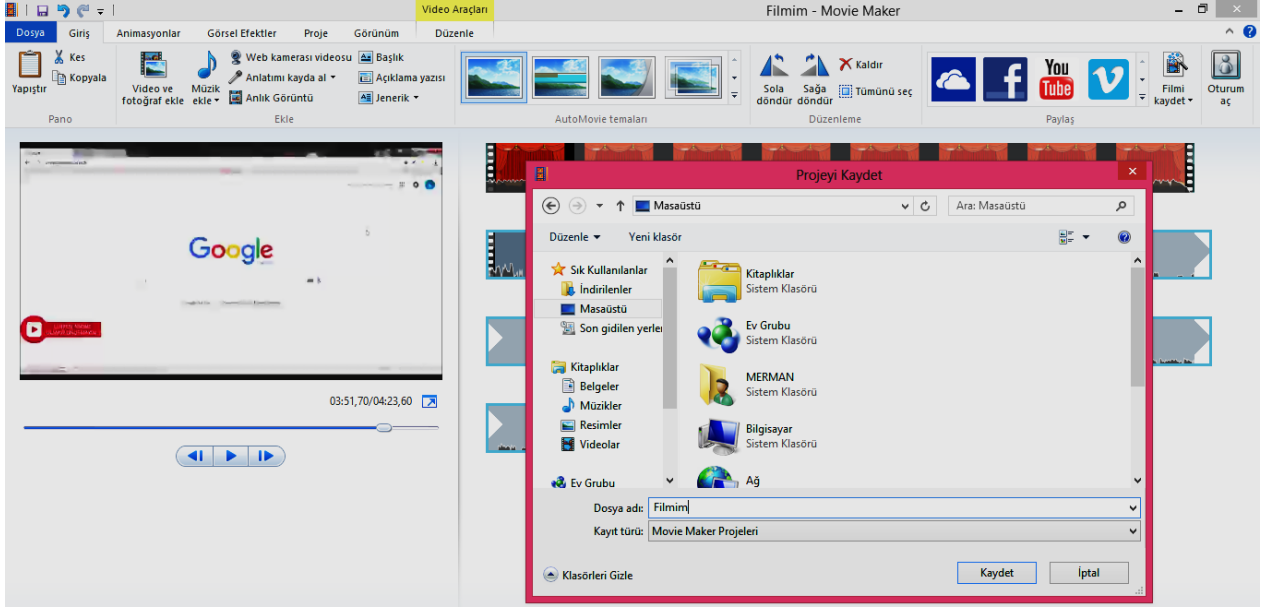 Video Araçları
Filmim - Movie Maker
Dosya Giriş Animasyonlar Görsel Efektler Proje Görünüm Düzenle
Yapıştır
Kes
Kopyala
Pano
Video ve fotoğraf ekle
Müzik ekle
Web kamerası videosu
Anlatımı kayda al
Anlık Görüntü
Başlık
Açıklama yazısı
Jenerik
Ekle
AutoMovie temaları
Sola döndür
Sağa döndür
Kaldır
Tümünü seç
Düzenleme
You Tube
Paylaş
Filmi kaydet
Oturum aç
Google
03:51,70/04:23,60
Projeyi Kaydet
Masaüstü
Ara: Masaüstü
Düzenle Yeni klasör
Sık Kullanılanlar
İndirilenler
Masaüstü
Son gidilen yerler
Kitaplıklar
Belgeler
Müzikler
Resimler
Videolar
Ev Grubu
Kitaplıklar
Sistem Klasörü
Ev Grubu
Sistem Klasörü
MERMAN
Sistem Klasörü
Bilgisayar
Sistem Klasörü
Ağ
Dosya adı: Filmim
Kayıt türü: Movie Maker Projeleri
Klasörleri Gizle
Kaydet
İptal